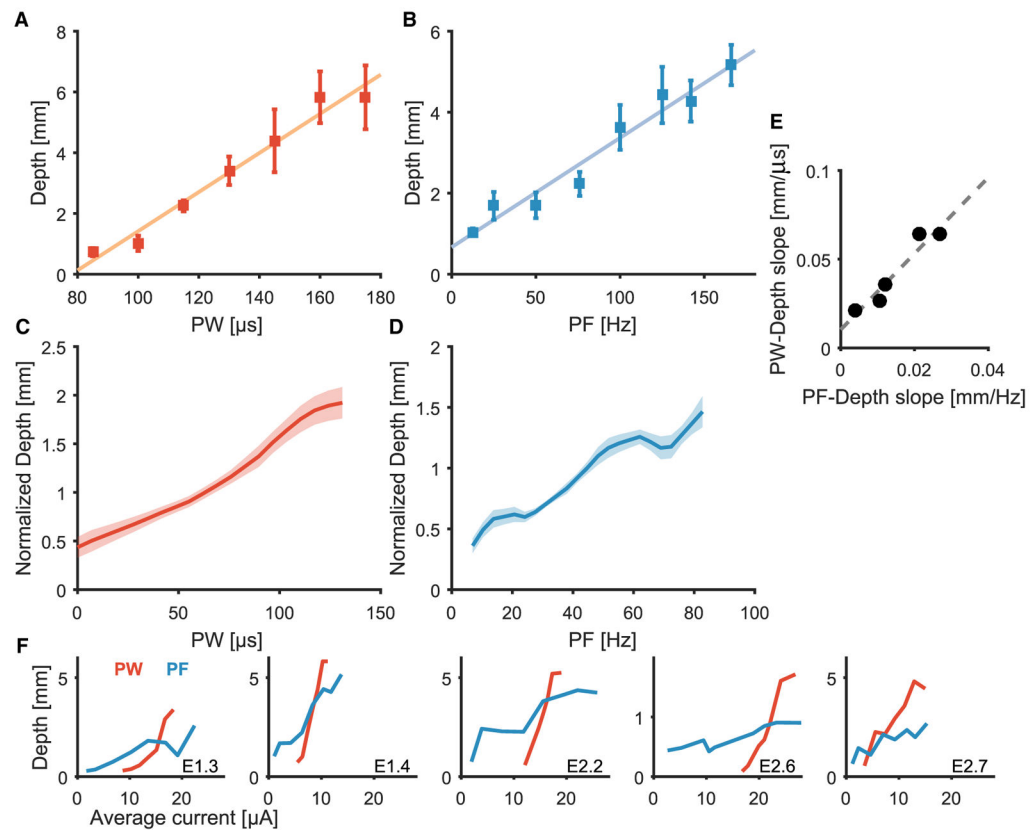 A
B
8
6
4
2
0
Depth [mm]
80 100 120 140 160 180
PW [µs]
6
4
2
0
Depth [mm]
0 50 100 150
PF [Hz]
E
0.1
0.05
0
PW-Depth slope [mm/µs]
0 0.02 0.04
PF-Depth slope [mm/Hz]
C
D
2.5
2
1.5
1
0.5
0
Normalized Depth [mm]
0 50 100 150
PW [µs]
2
1.5
1
0.5
0
Normalized Depth [mm]
0 20 40 60 80 100
PF [Hz]
F
PW PF
Depth [mm]
5
0
E1.3
0 10 20
Average current [µA]
5
0
E1.4
0 10 20
5
0
E2.2
0 10 20
1
0
E2.6
0 10 20
5
0
E2.7
0 10 20